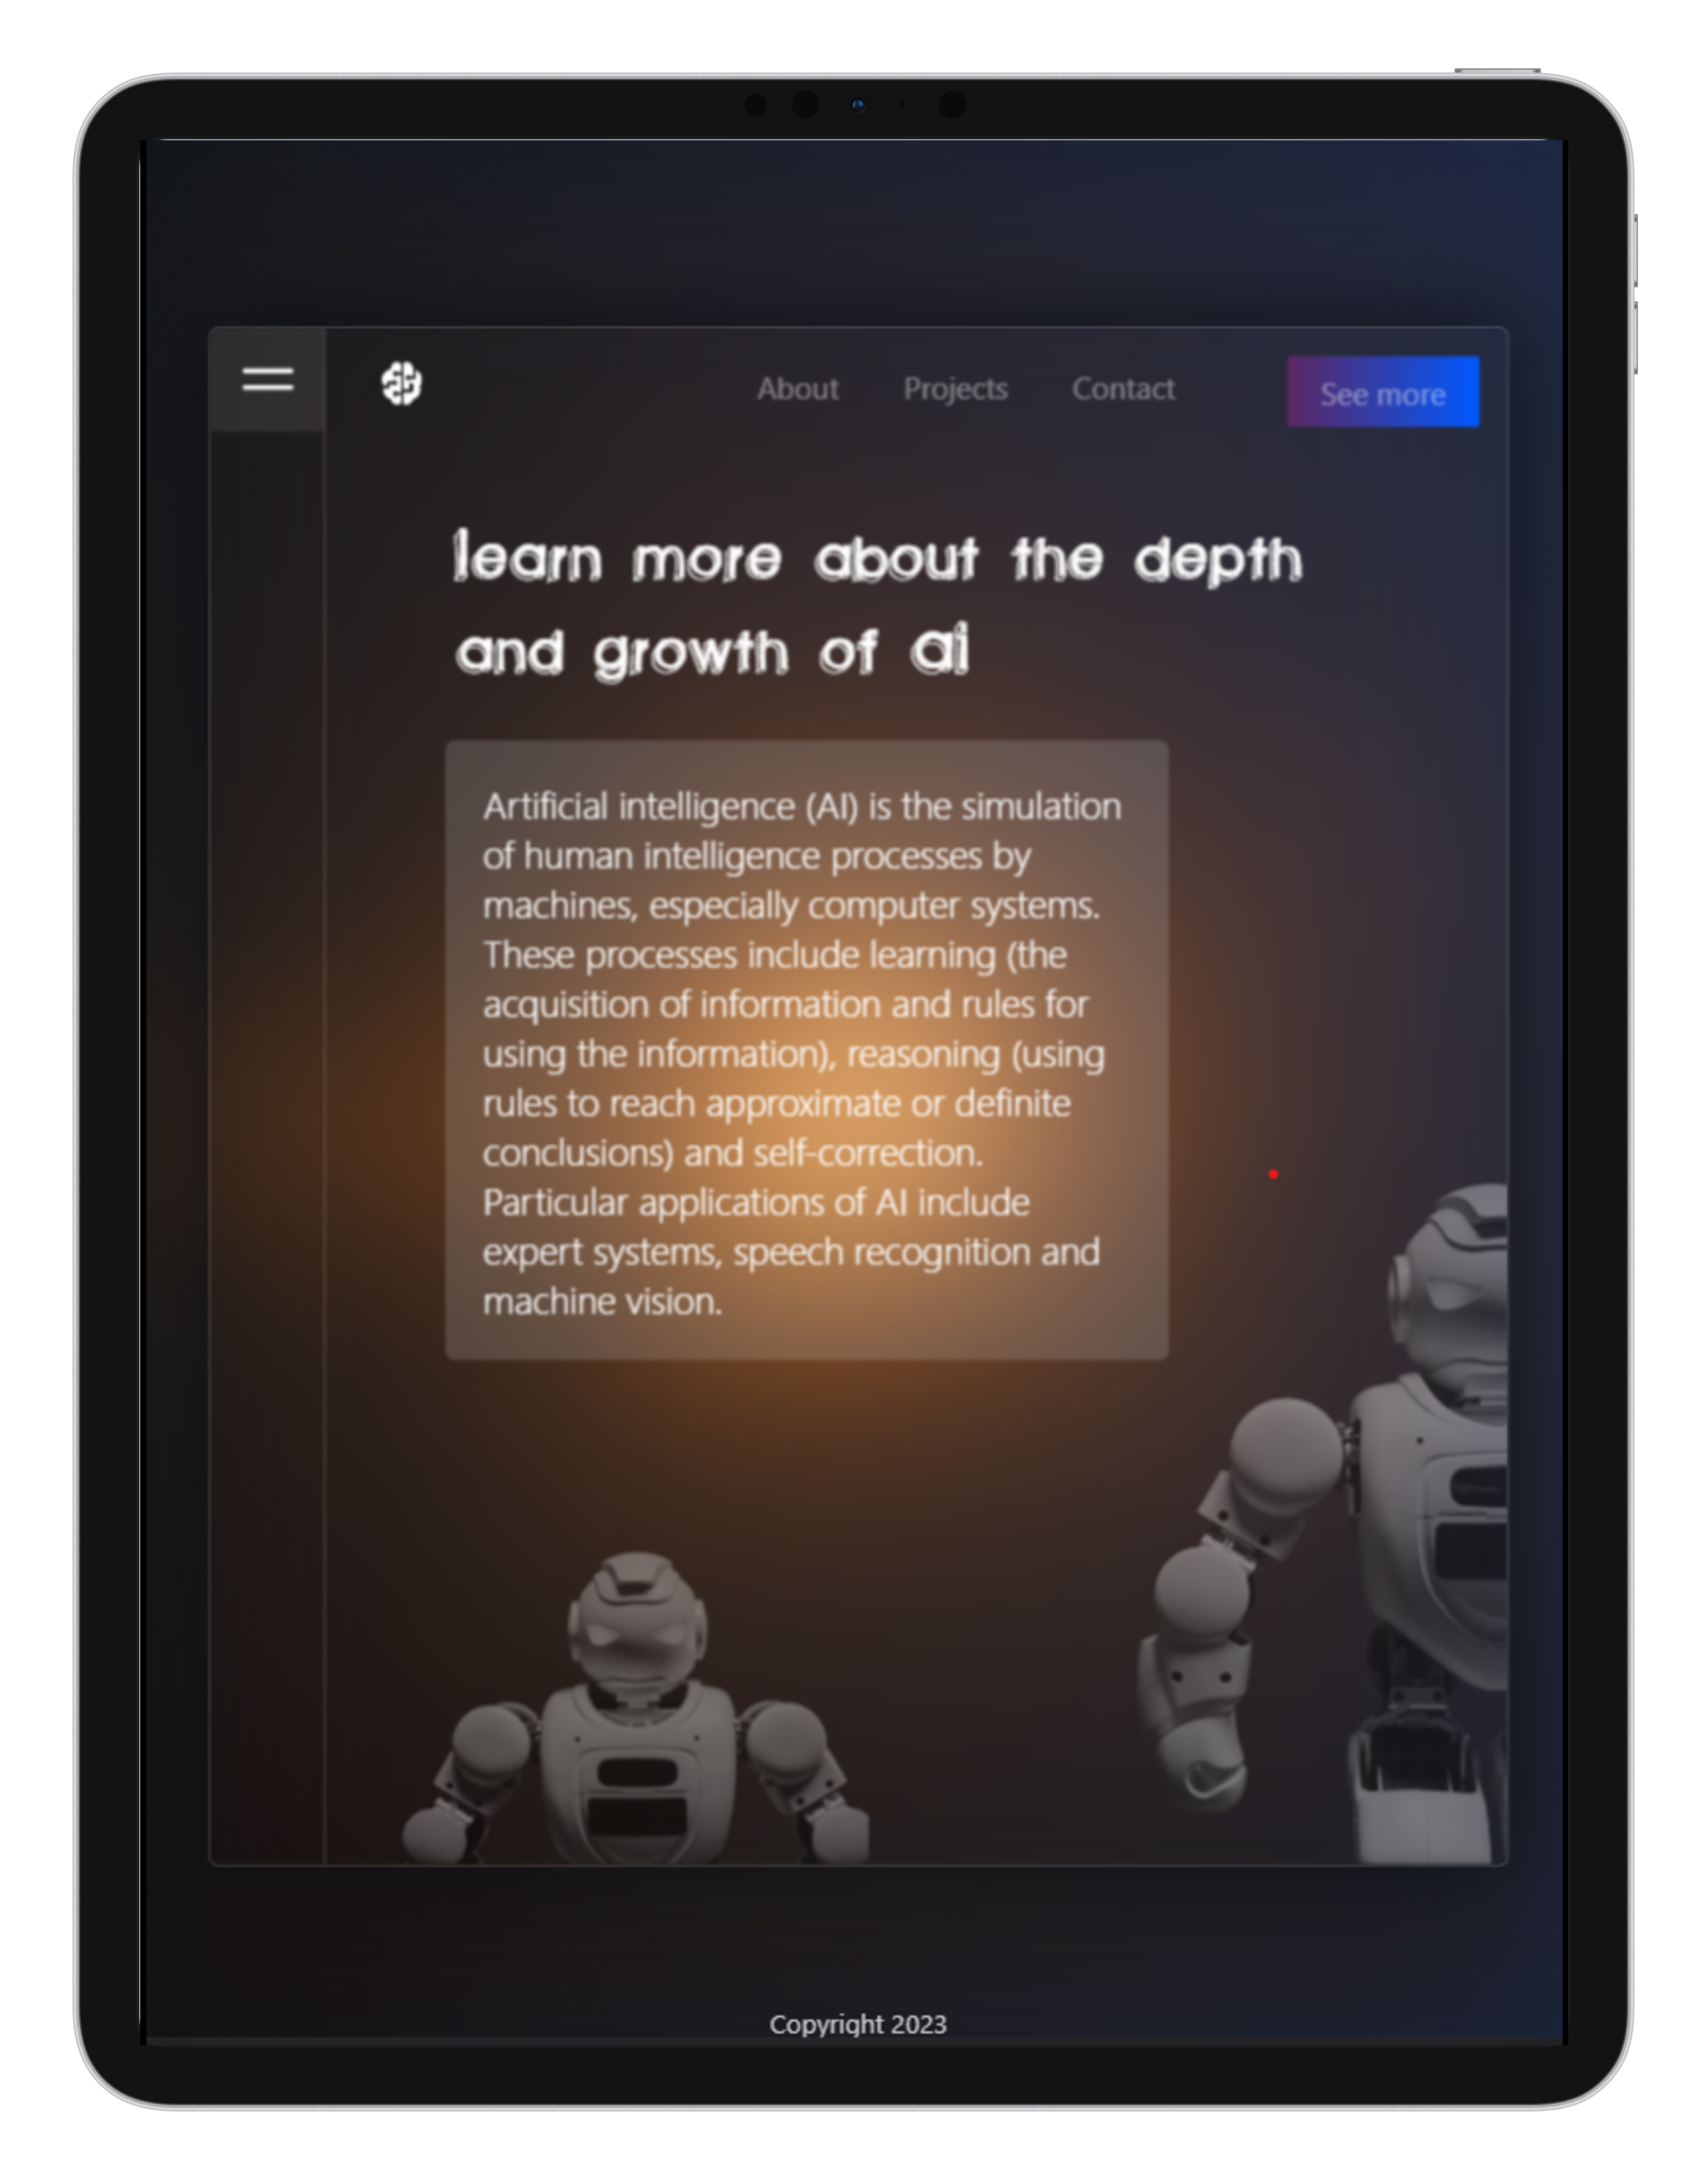 About Projects Contact See more
learn more about the depth
and growth of ai
Artificial intelligence (AI) is the simulation
of human intelligence processes by
machines, especially computer systems.
These processes include learning (the
acquisition of information and rules for
using the information), reasoning (using
rules to reach approximate or definite
conclusions) and self-correction.
Particular applications of AI include
expert systems, speech recognition and
machine vision.
Copyright 2023